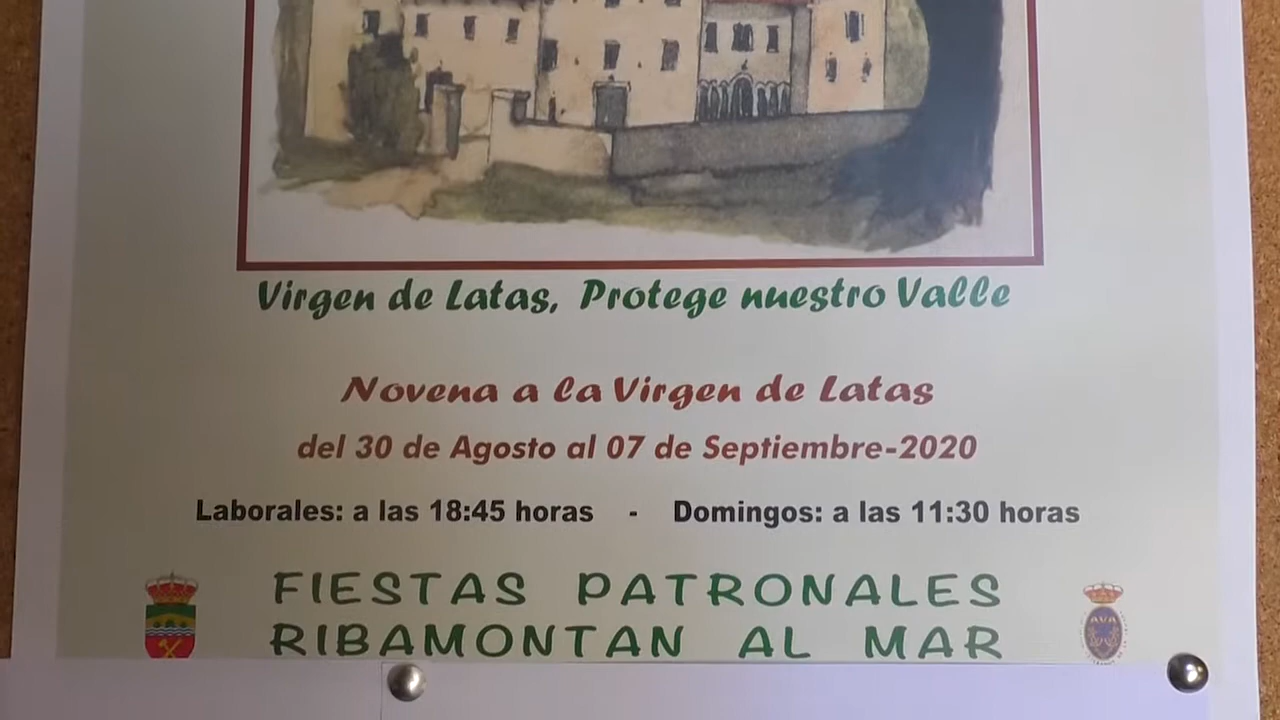 Virgen de Latas, Protege nuestro Valle
Novena a la Virgen de Latas
del 30 de Agosto al 07 de Septiembre-2020
Laborales: a las 18:45 horas - Domingos: a las 11:30 horas
FIESTAS PATRONALES
RIBAMONTAN AL MAR